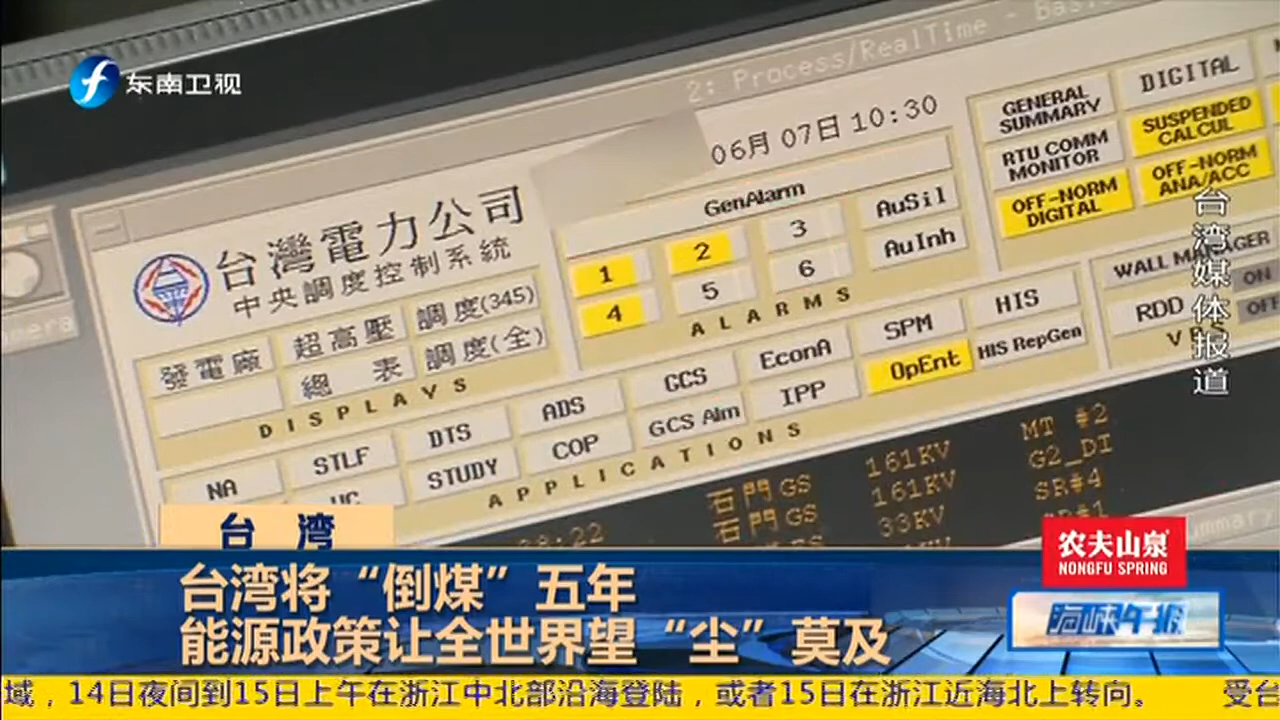 东南卫视
2: Process/RealTime - Basic
06月 07日 10:30
台灣電力公司
中央調度控制系統
發電廠
超高壓
調度(345)
總 表
調度(全)
DISPLAYS
GenAlarm
1
2
3
AuSil
4
5
6
AuInh
ALARMS
GENERAL SUMMARY
DIGITAL
RTU COMM MONITOR
SUSPENDED CALCUL
OFF-NORM DIGITAL
OFF-NORM ANA/ACC
WALL MANAGER
ON
RDD
NA
STLF
DTS
ADS
GCS
EconA
SPM
HIS
UC
STUDY
COP
GCS Alm
IPP
OpEnt
HIS RepGen
APPLICATIONS
石門GS 161KV MT #2
石門GS 161KV G2_DI
33KV SR#4
台湾媒体报道
台 湾
台湾将“倒煤”五年
能源政策让全世界望“尘”莫及
农夫山泉
NONGFU SPRING
海峡午报
域，14日夜间到15日上午在浙江中北部沿海登陆，或者15日在浙江近海北上转向。 受台